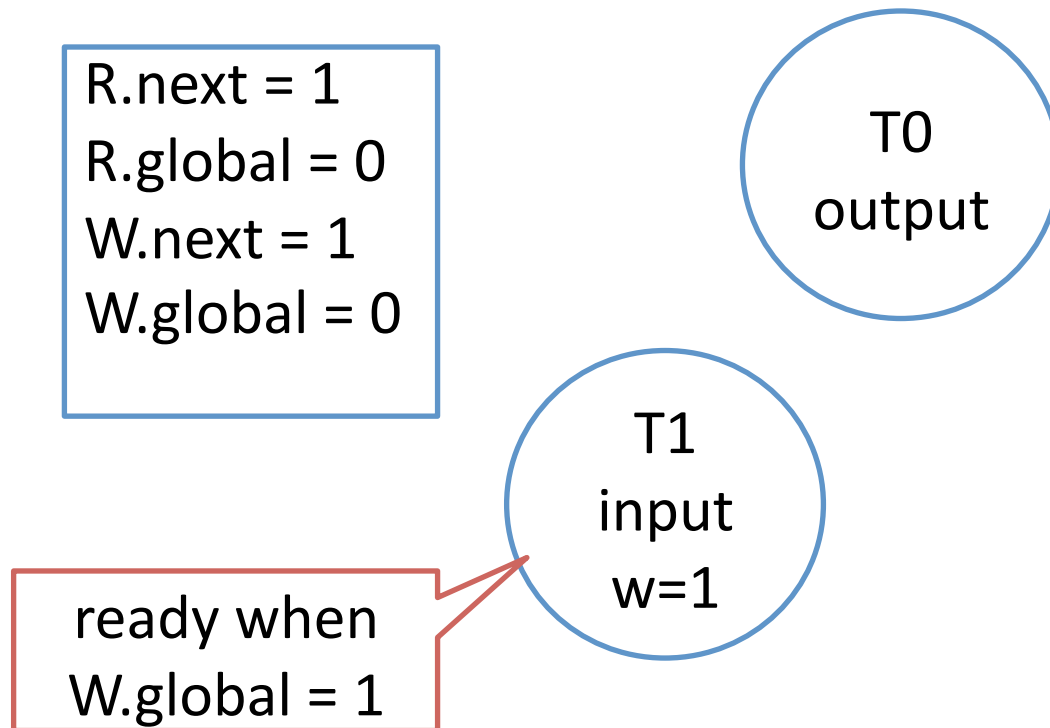 R.next = 1
R.global = 0
W.next = 1
W.global = 0
T0
output
T1
input
w=1
ready when
W.global = 1